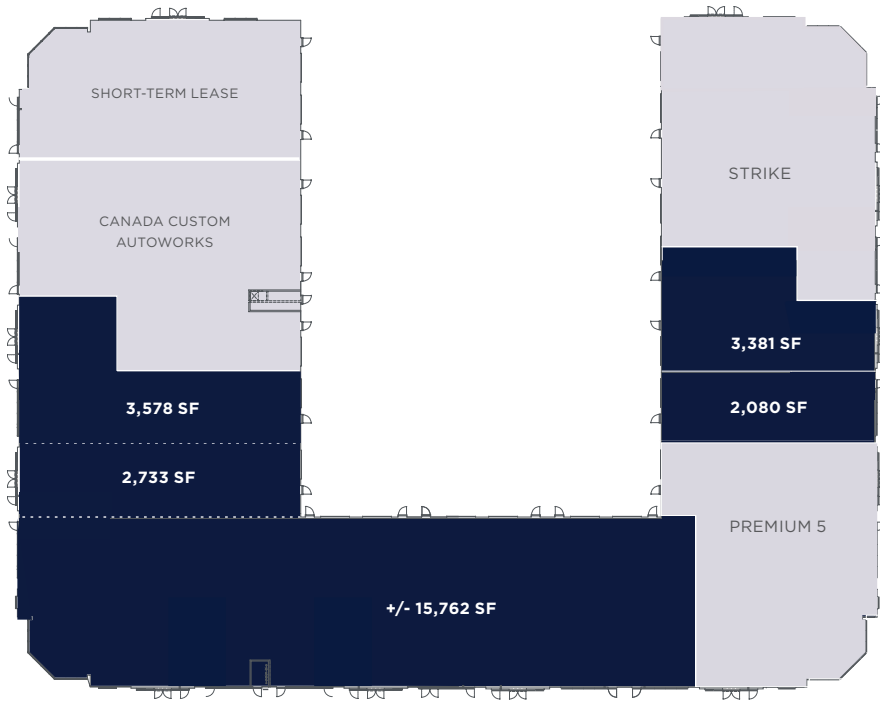 SHORT-TERM LEASE
CANADA CUSTOM
AUTOWORKS
3,578 SF
2,733 SF
+/- 15,762 SF
STRIKE
3,381 SF
2,080 SF
PREMIUM 5